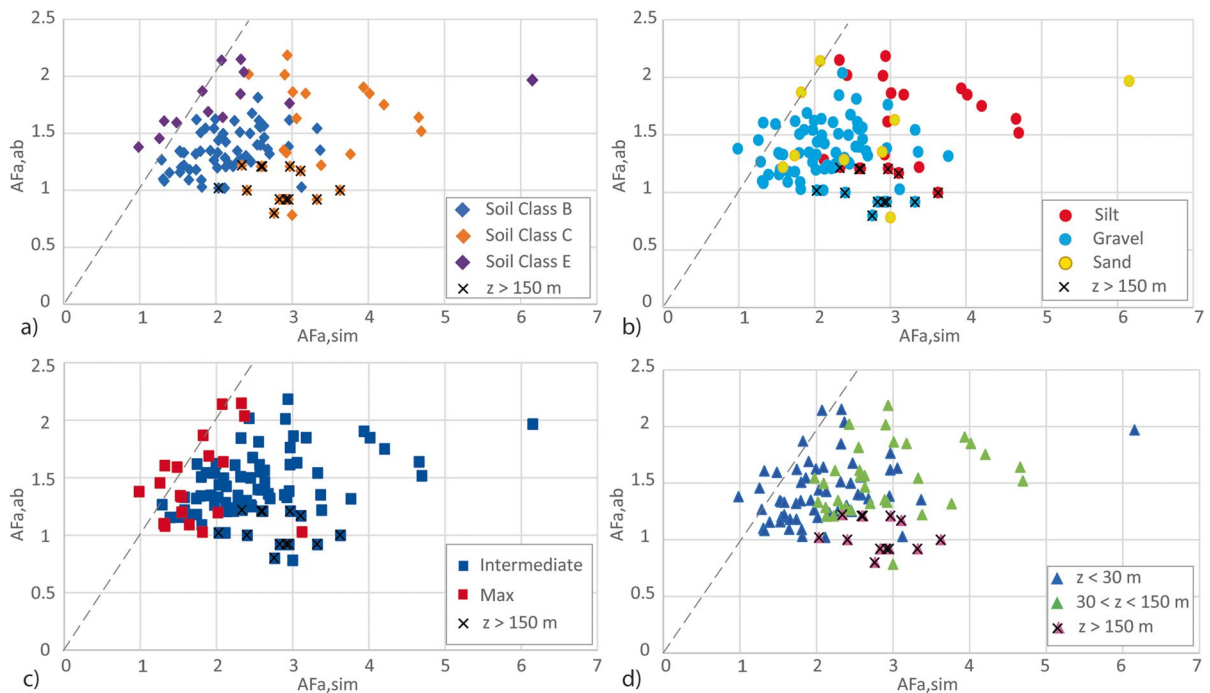 2.5
2
1.5
1
0.5
0
AFa,ab
0 1 2 3 4 5 6 7
AFa,sim
Soil Class B
Soil Class C
Soil Class E
z > 150 m
a)
2.5
2
1.5
1
0.5
0
AFa,ab
0 1 2 3 4 5 6 7
AFa,sim
Silt
Gravel
Sand
z > 150 m
b)
2.5
2
1.5
1
0.5
0
AFa,ab
0 1 2 3 4 5 6 7
AFa,sim
Intermediate
Max
z > 150 m
c)
2.5
2
1.5
1
0.5
0
AFa,ab
0 1 2 3 4 5 6 7
AFa,sim
z < 30 m
30 < z < 150 m
z > 150 m
d)